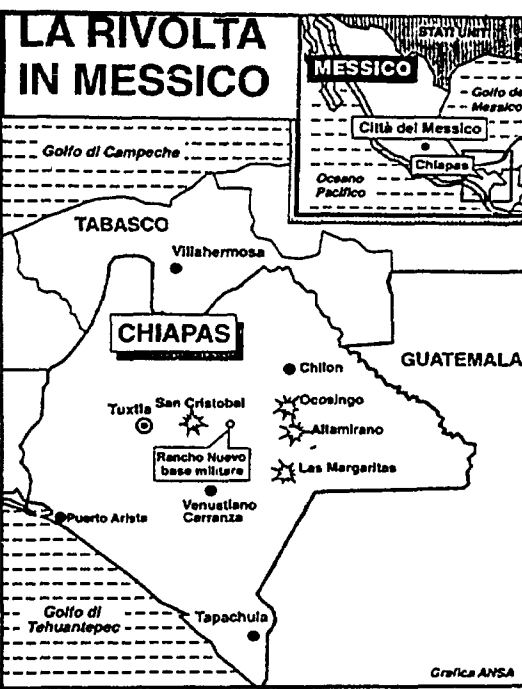 LA RIVOLTA
IN MESSICO
STATI UNITI
MESSICO
Golfo de
Messico
Città del Messico
Chiapas
Oceano
Pacifico
Golfo di Campeche
TABASCO
Villahermosa
CHIAPAS
GUATEMALA
Chilon
Ocosingo
Tuxtla
San Cristobal
Altamirano
Rancho Nuevo
base militare
Las Margaritas
Venustiano
Carranza
Puerto Arista
Golfo di
Tehuantepec
Tapachula
Grafica ANSA